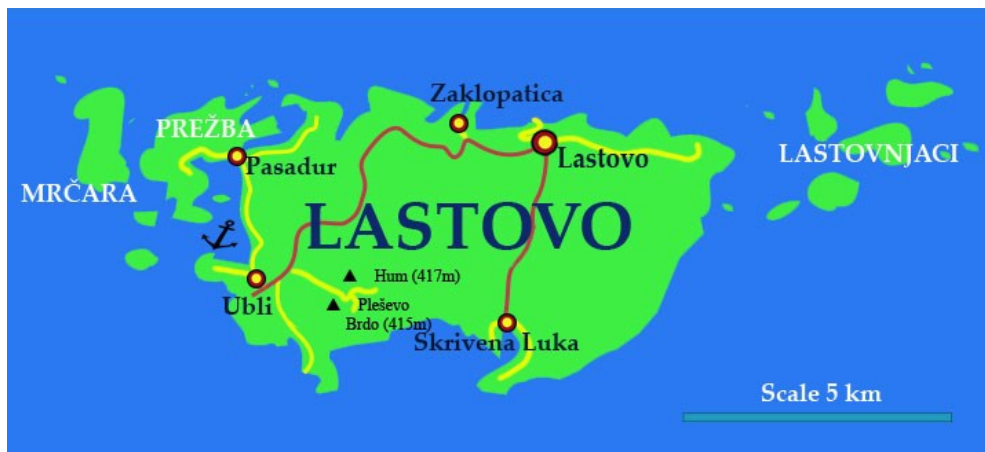 Zaklopatica
PREŽBA
Lastovo
LASTOVNJACI
Pasadur
MRČARA
LASTOVO
Hum (417m)
Ubli
Pleševo
Brdo (415m)
Skrivena Luka
Scale 5 km